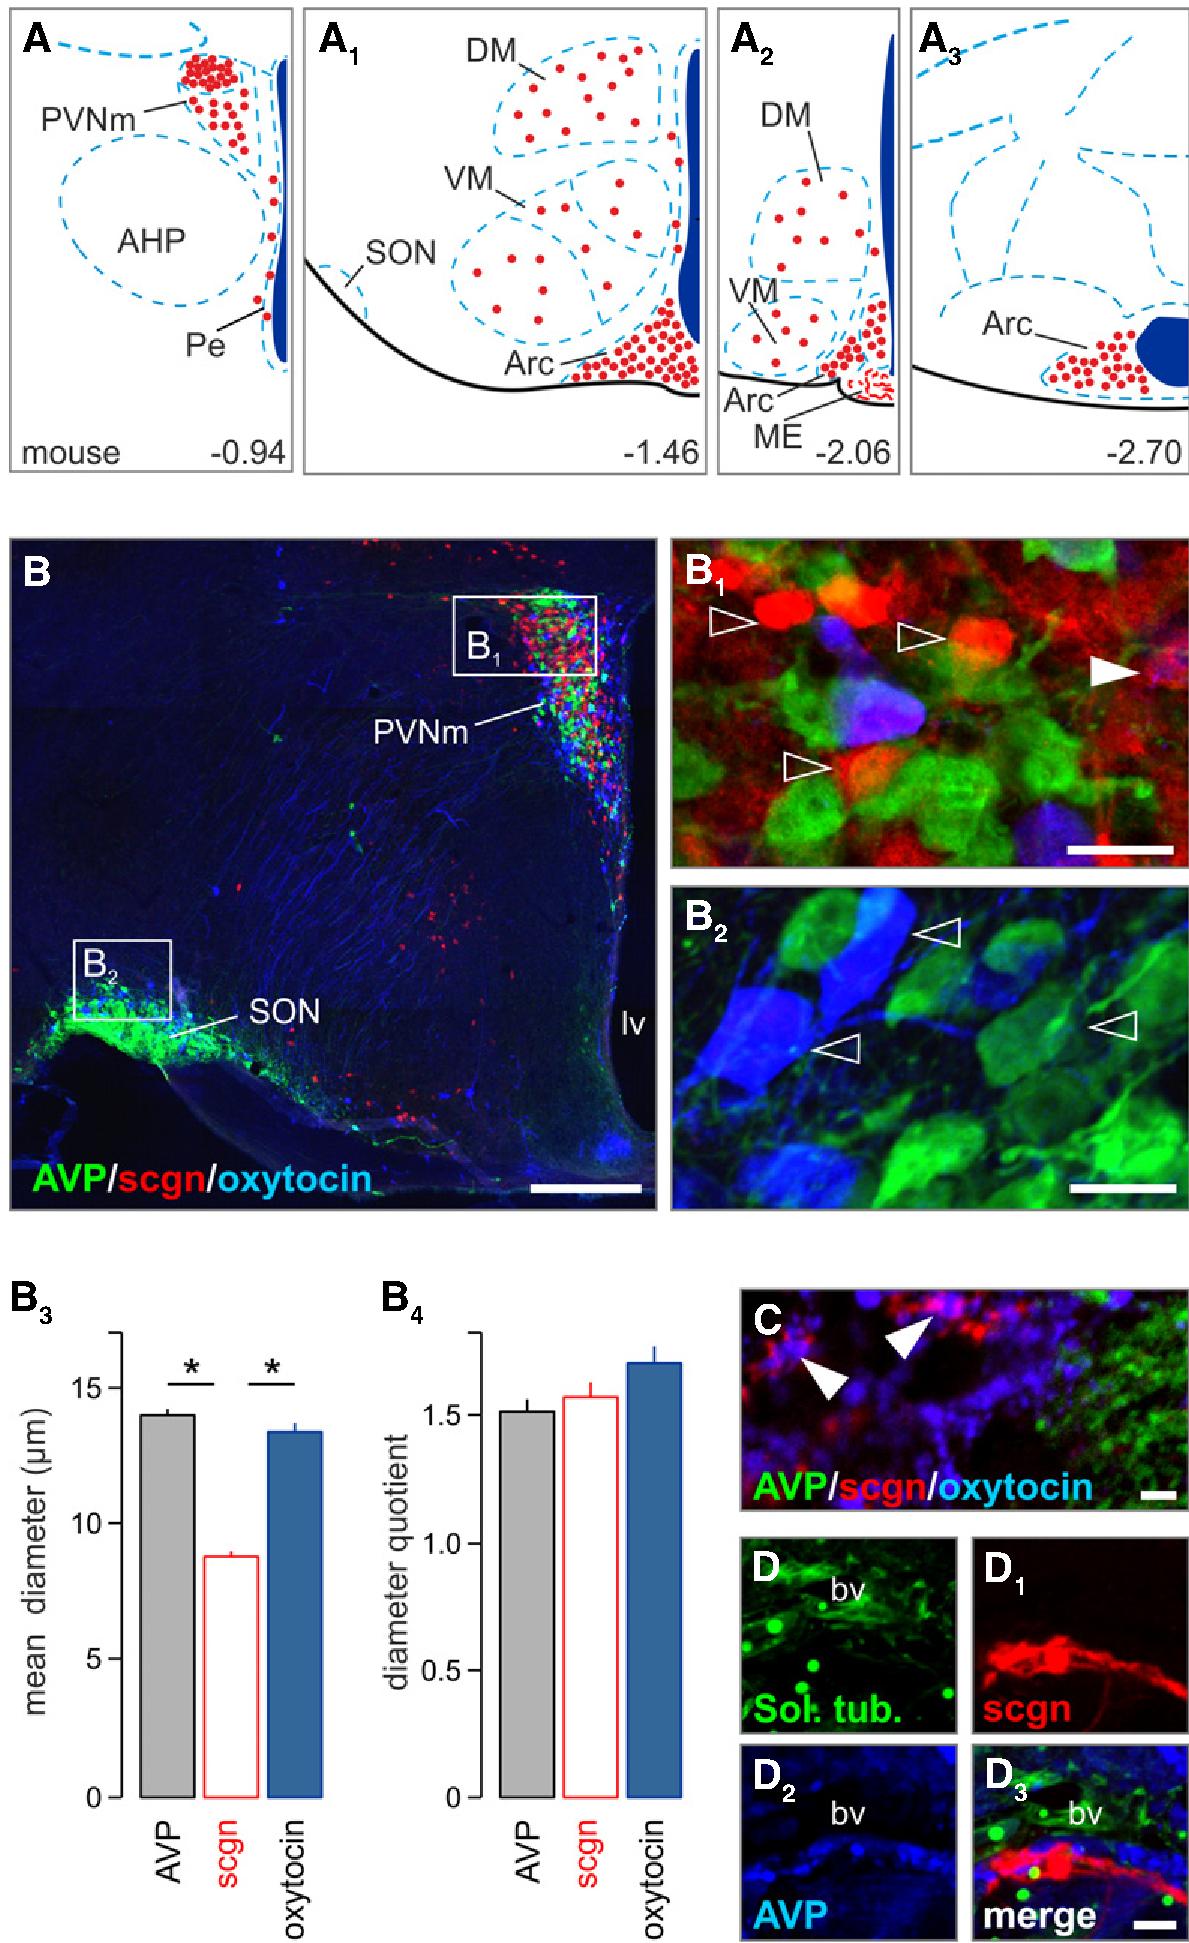 A
PVNm
AHP
Pe
mouse
-0.94
A1
DM
VM
SON
Arc
-1.46
A2
DM
VM
Arc
ME
-2.06
A3
Arc
-2.70
B
B1
PVNm
B2
SON
lv
AVP/scgn/oxytocin
B1
B2
B3
mean diameter (µm)
15
10
5
0
* *
AVP
scgn
oxytocin
B4
diameter quotient
1.5
1.0
0.5
0
AVP
scgn
oxytocin
C
AVP/scgn/oxytocin
D
bv
Sol. tub.
D1
scgn
D2
bv
AVP
D3
bv
merge